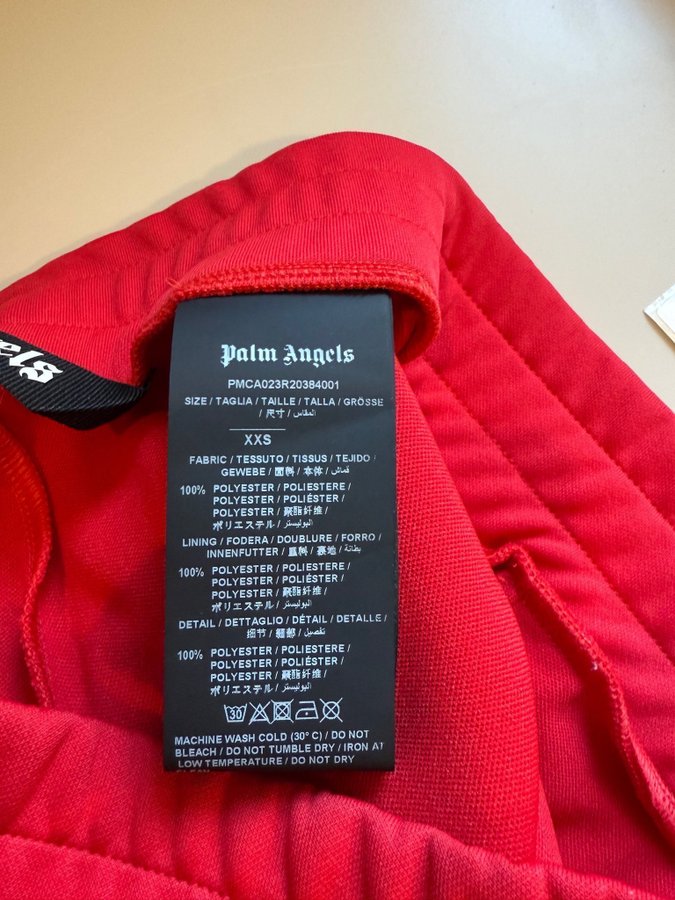 els
Palm Angels
PMCA023R20384001
SIZE / TAGLIA / TAILLE / TALLA / GRÖSSE
/ 尺寸 / المقاس
XXS
FABRIC / TESSUTO / TISSUS / TEJIDO /
GEWEBE / 面料 / 本体 / قماش
100% POLYESTER / POLIESTERE /
POLYESTER / POLIÉSTER /
POLYESTER / 聚酯纤维 /
ポリエステル / البوليستر
LINING / FODERA / DOUBLURE / FORRO /
INNENFUTTER / 里料 / 裏地 / بطانة
100% POLYESTER / POLIESTERE /
POLYESTER / POLIÉSTER /
POLYESTER / 聚酯纤维 /
ポリエステル / البوليستر
DETAIL / DETTAGLIO / DÉTAIL / DETALLE /
细节 / 細部 / تفصيل
100% POLYESTER / POLIESTERE /
POLYESTER / POLIÉSTER /
POLYESTER / 聚酯纤维 /
ポリエステル / البوليستر
30
MACHINE WASH COLD (30° C) / DO NOT
BLEACH / DO NOT TUMBLE DRY / IRON AT
LOW TEMPERATURE / DO NOT DRY
CLEAN